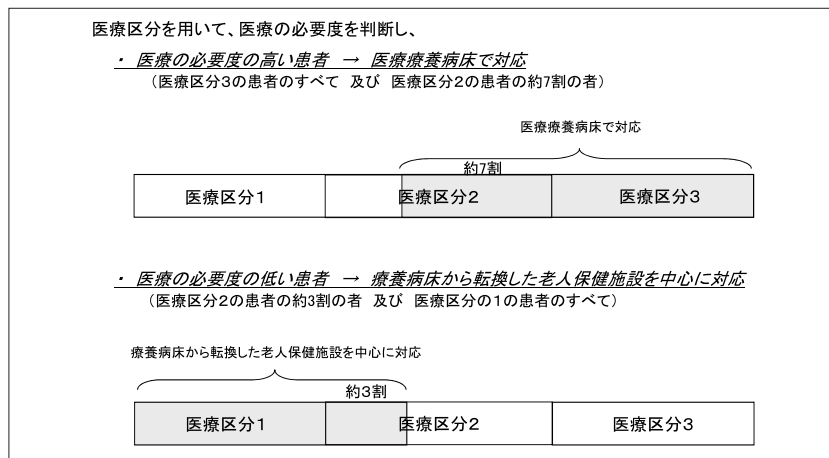 医療区分を用いて、医療の必要度を判断し、
・ 医療の必要度の高い患者 → 医療療養病床で対応
（医療区分３の患者のすべて 及び 医療区分２の患者の約7割の者）
医療療養病床で対応
約７割
医療区分１ 医療区分２ 医療区分３
・ 医療の必要度の低い患者 → 療養病床から転換した老人保健施設を中心に対応
（医療区分２の患者の約3割の者 及び 医療区分の１の患者のすべて）
療養病床から転換した老人保健施設を中心に対応
約３割
医療区分１ 医療区分２ 医療区分３